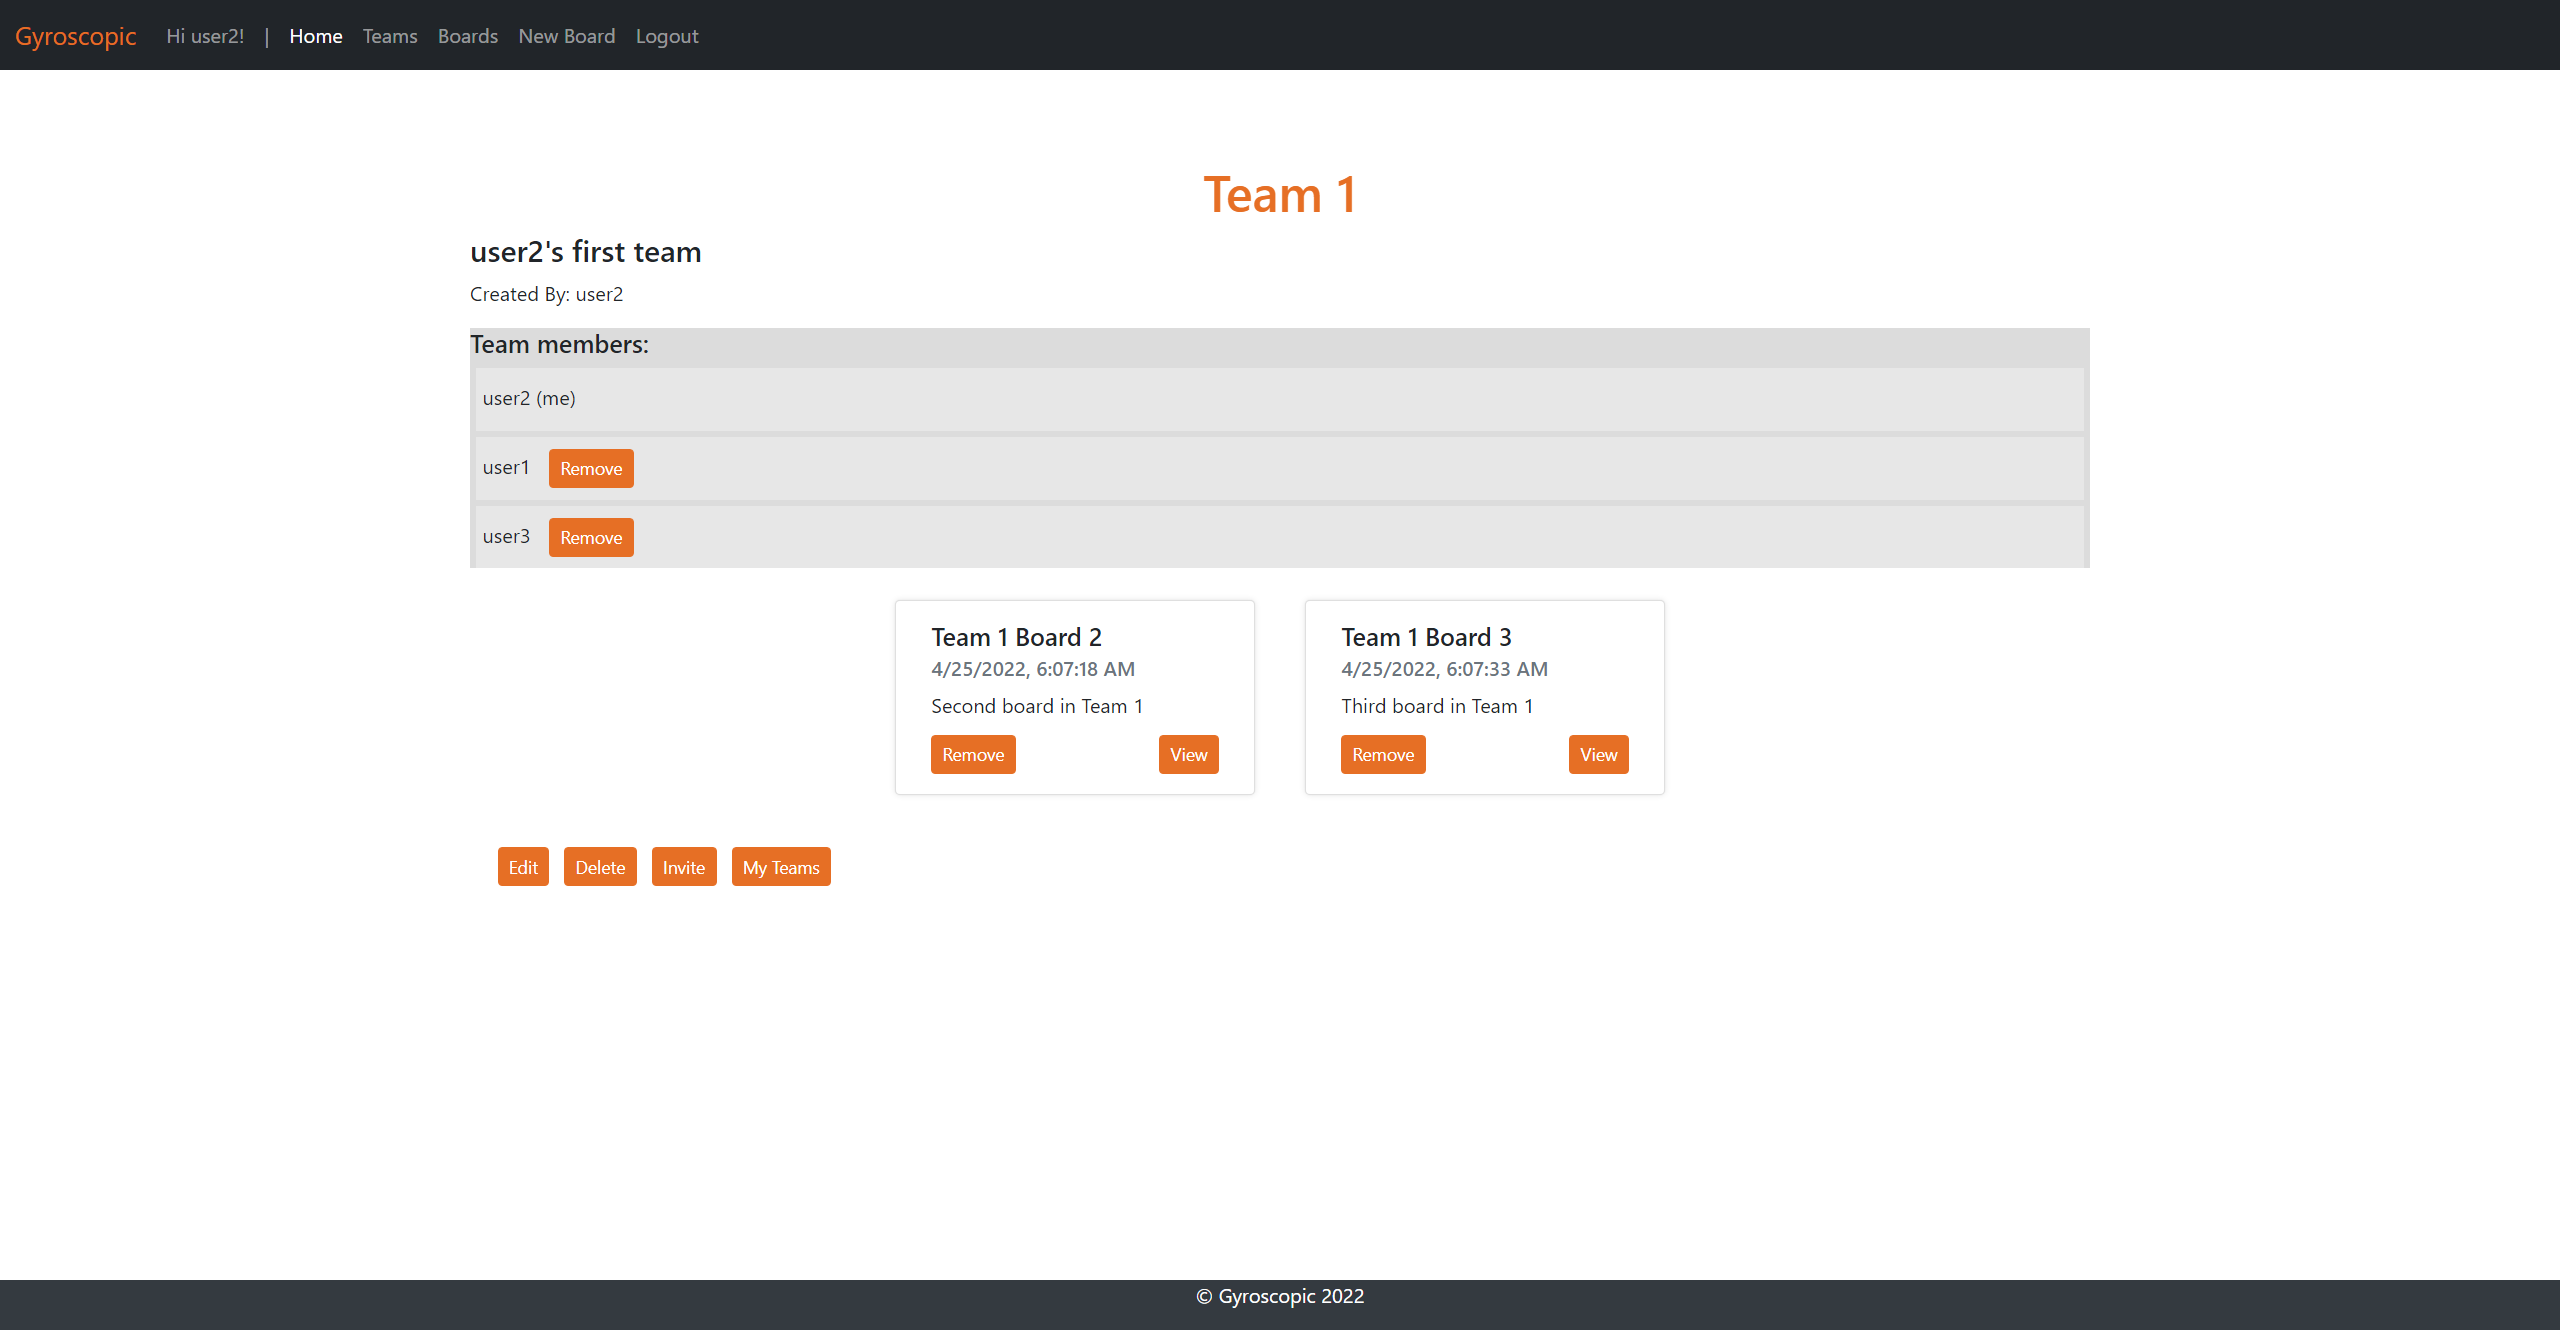 Gyroscopic Hi user2! | Home Teams Boards New Board Logout
Team 1
user2's first team
Created By: user2
Team members:
user2 (me)
user1 Remove
user3 Remove
Team 1 Board 2
4/25/2022, 6:07:18 AM
Second board in Team 1
Remove View
Team 1 Board 3
4/25/2022, 6:07:33 AM
Third board in Team 1
Remove View
Edit Delete Invite My Teams
© Gyroscopic 2022